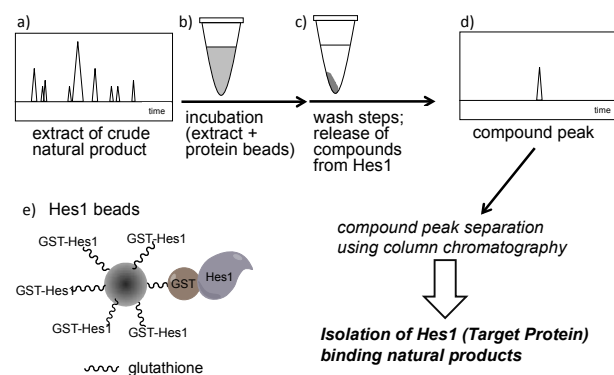 a)
b)
c)
d)
time
time
extract of crude
natural product
incubation
(extract +
protein beads)
wash steps;
release of
compounds
from Hes1
compound peak
e) Hes1 beads
GST-Hes1
GST-Hes1
GST-Hes1
GST
Hes1
GST-Hes1
GST-Hes1
glutathione
compound peak separation
using column chromatography
Isolation of Hes1 (Target Protein)
binding natural products